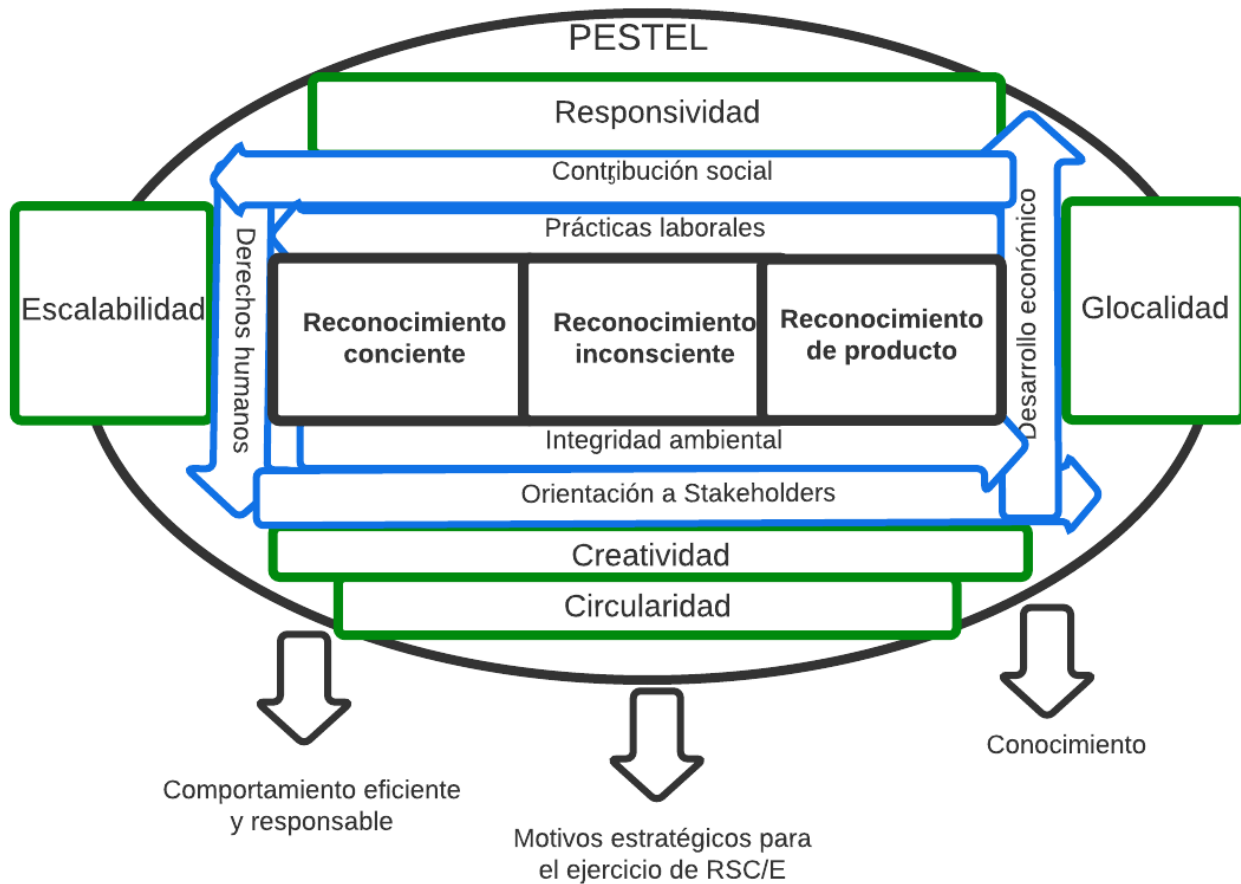 PESTEL
Responsividad
Contribución social
Prácticas laborales
Escalabilidad
Derechos humanos
Reconocimiento
conciente
Reconocimiento
inconsciente
Reconocimiento
de producto
Desarrollo económico
Glocalidad
Integridad ambiental
Orientación a Stakeholders
Creatividad
Circularidad
Comportamiento eficiente
y responsable
Motivos estratégicos para
el ejercicio de RSC/E
Conocimiento